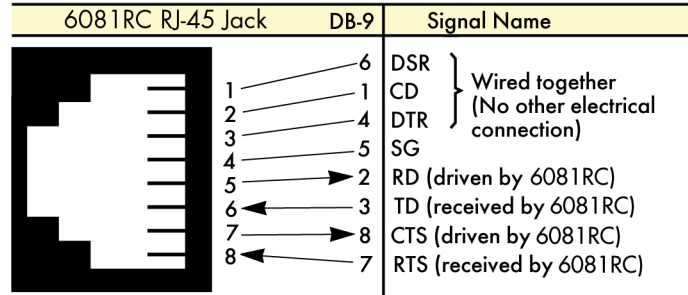 6081RC RJ-45 Jack DB-9 Signal Name
1 6 DSR
2 1 CD
3 4 DTR
Wired together
(No other electrical
connection)
4 5 SG
5 2 RD (driven by 6081RC)
6 3 TD (received by 6081RC)
7 8 CTS (driven by 6081RC)
8 7 RTS (received by 6081RC)